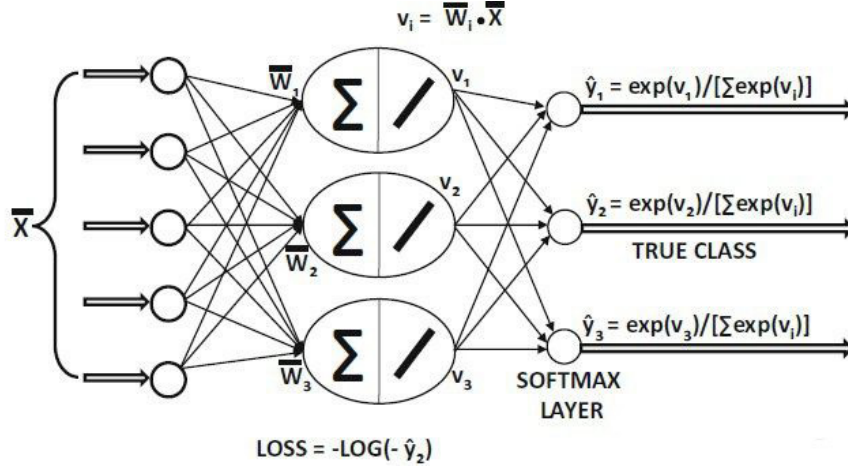 v̅i = W̅i • X̅
W̅1
v1
ŷ1 = exp(v1)/[∑exp(vi)]
∑
X̅
v2
ŷ2 = exp(v2)/[∑exp(vi)]
∑
W̅2
TRUE CLASS
ŷ3 = exp(v3)/[∑exp(vi)]
∑
W̅3
v3
SOFTMAX
LAYER
LOSS = -LOG(- ŷ2)